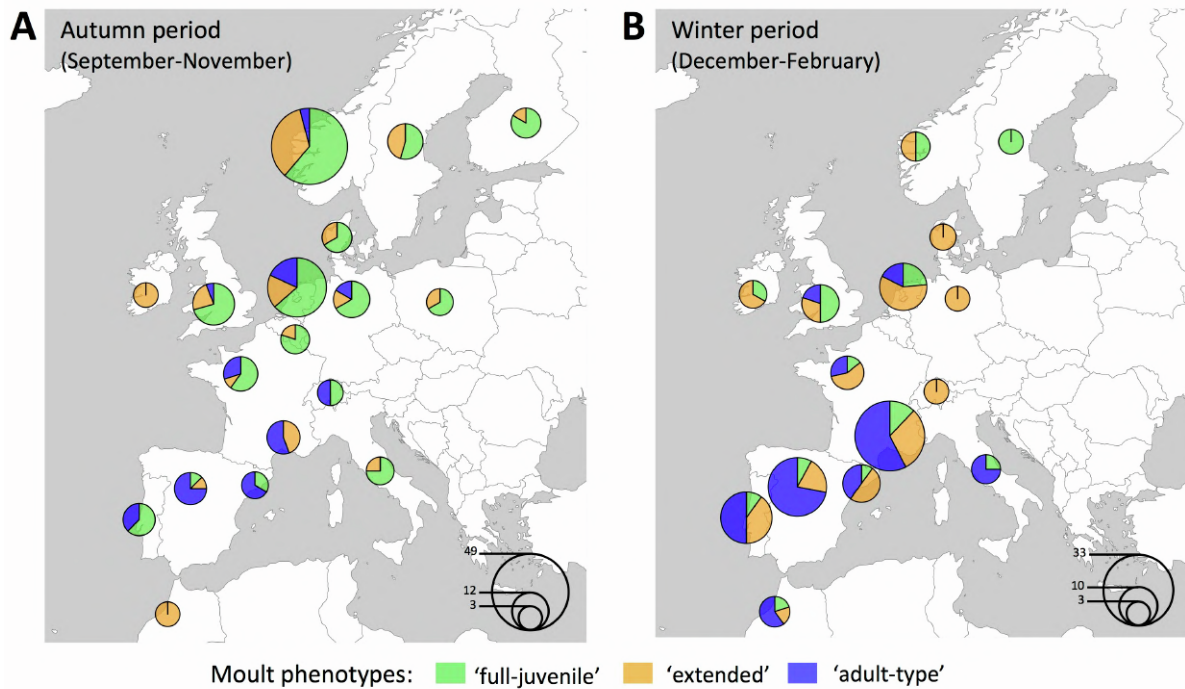 A
Autumn period
(September-November)
49
12
3
B
Winter period
(December-February)
33
10
3
Moult phenotypes: 'full-juvenile' 'extended' 'adult-type'